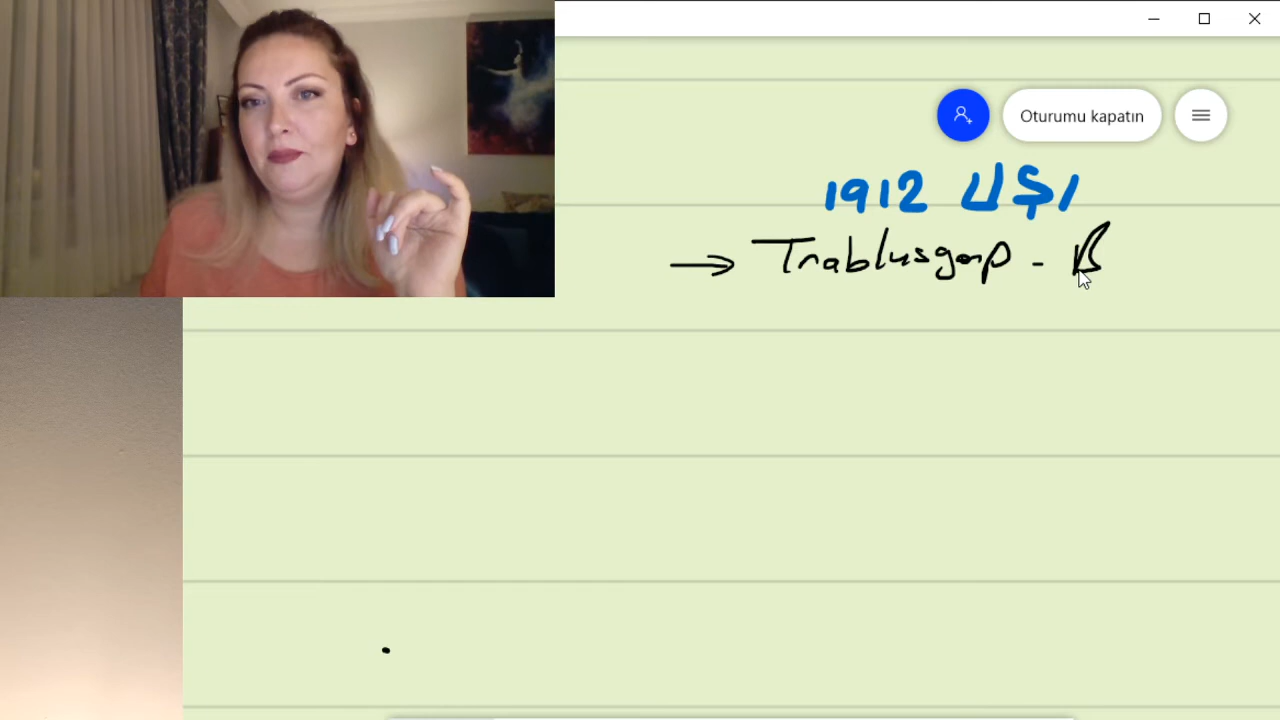 Oturumu kapatın
1912 UŞI
→ Trablusgarp - B